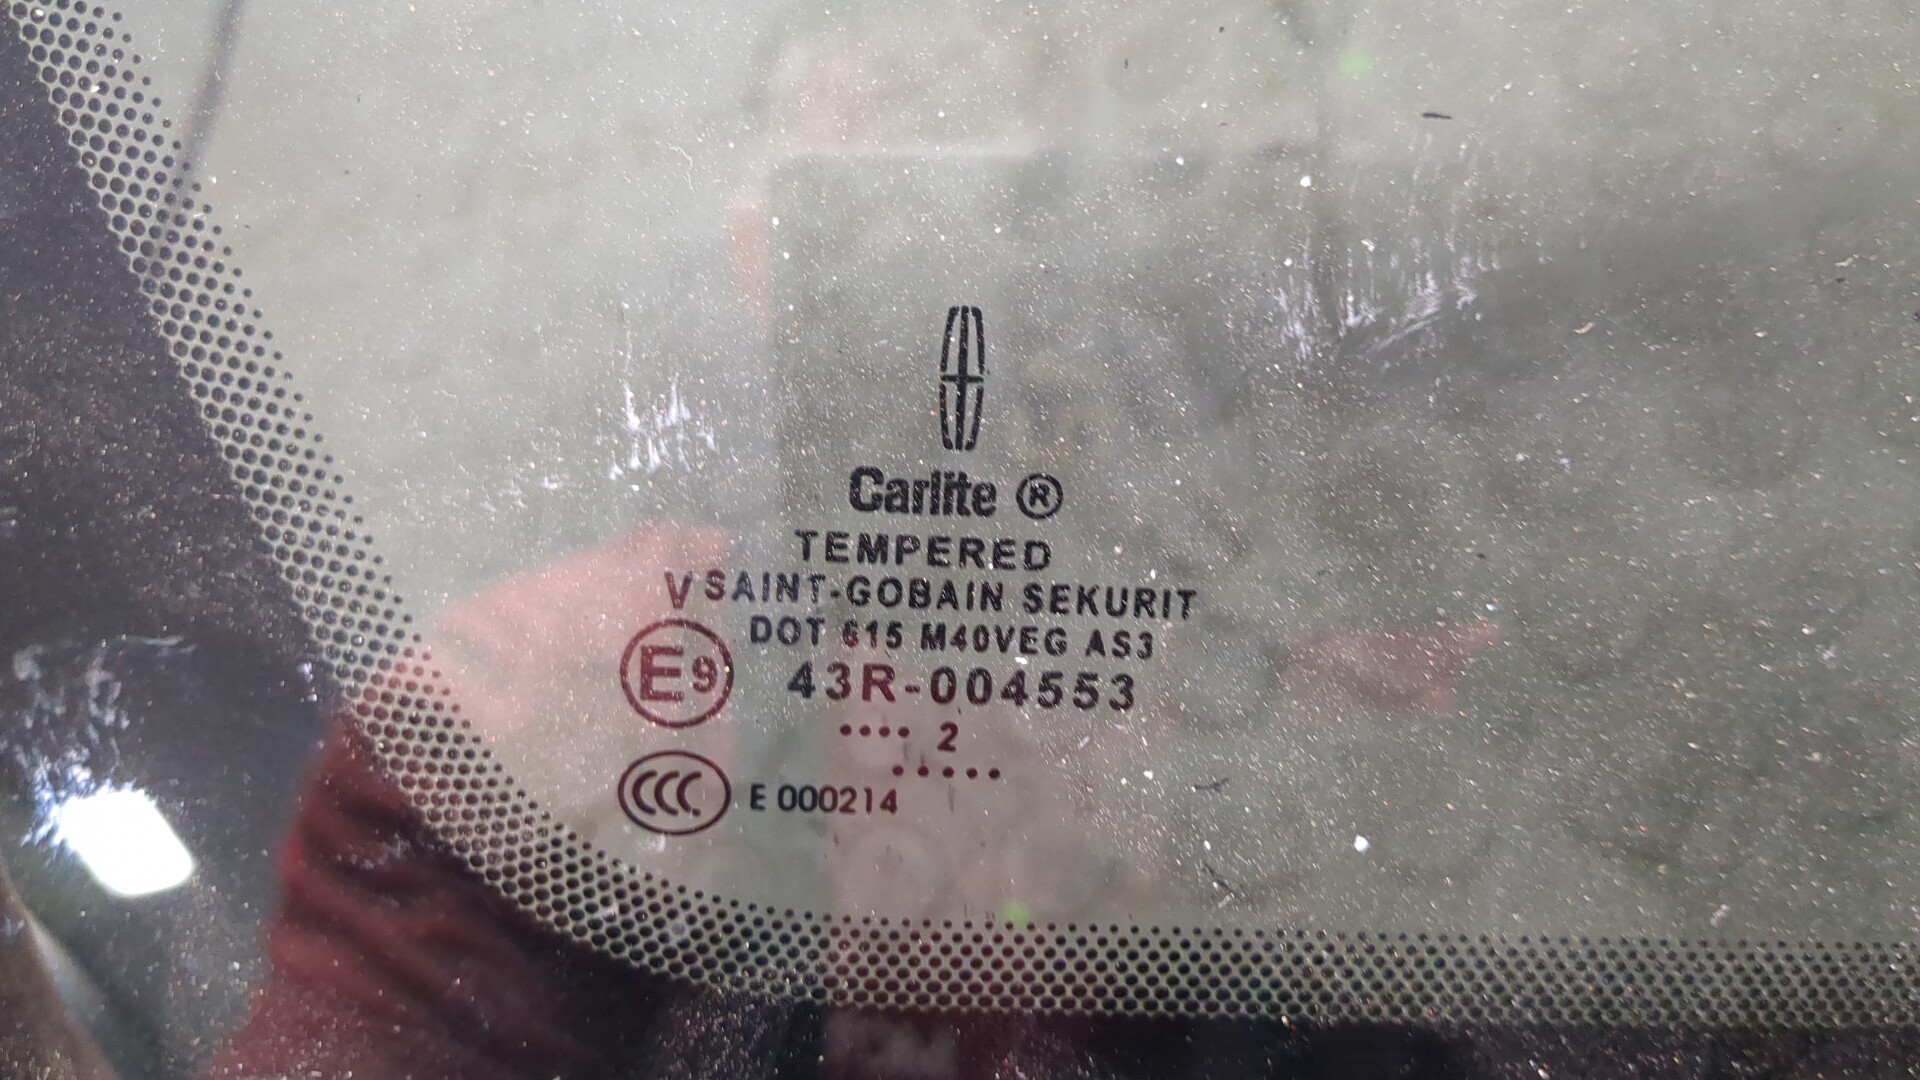 Carlite ®
TEMPERED
V SAINT-GOBAIN SEKURIT
DOT 615 M40VEG AS3
E9 43R-004553
.... 2
.....
CCC E 000214